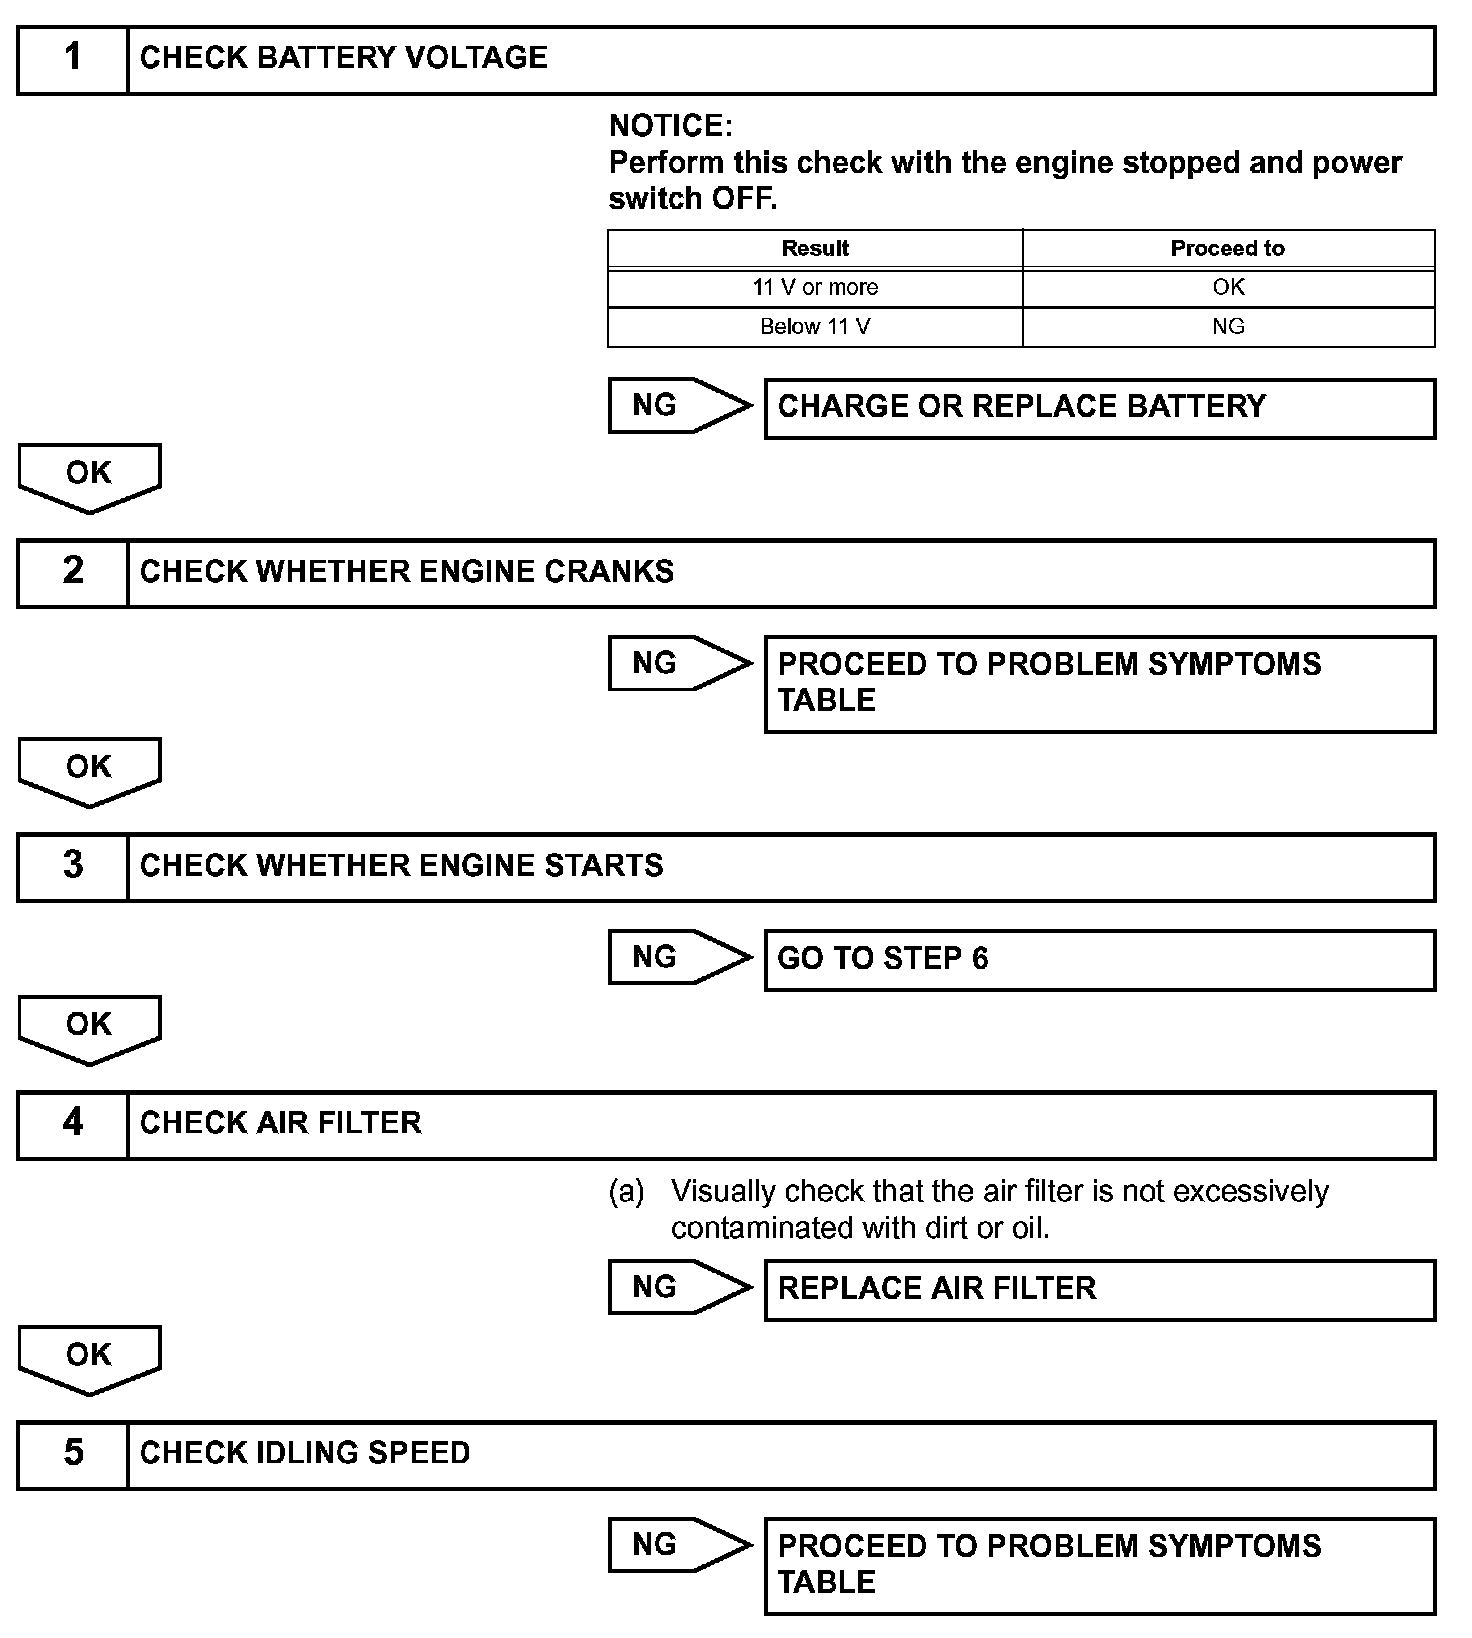 1 CHECK BATTERY VOLTAGE
NOTICE:
Perform this check with the engine stopped and power
switch OFF.
Result Proceed to
11 V or more OK
Below 11 V NG
NG CHARGE OR REPLACE BATTERY
OK
2 CHECK WHETHER ENGINE CRANKS
NG PROCEED TO PROBLEM SYMPTOMS
TABLE
OK
3 CHECK WHETHER ENGINE STARTS
NG GO TO STEP 6
OK
4 CHECK AIR FILTER
(a) Visually check that the air filter is not excessively
contaminated with dirt or oil.
NG REPLACE AIR FILTER
OK
5 CHECK IDLING SPEED
NG PROCEED TO PROBLEM SYMPTOMS
TABLE